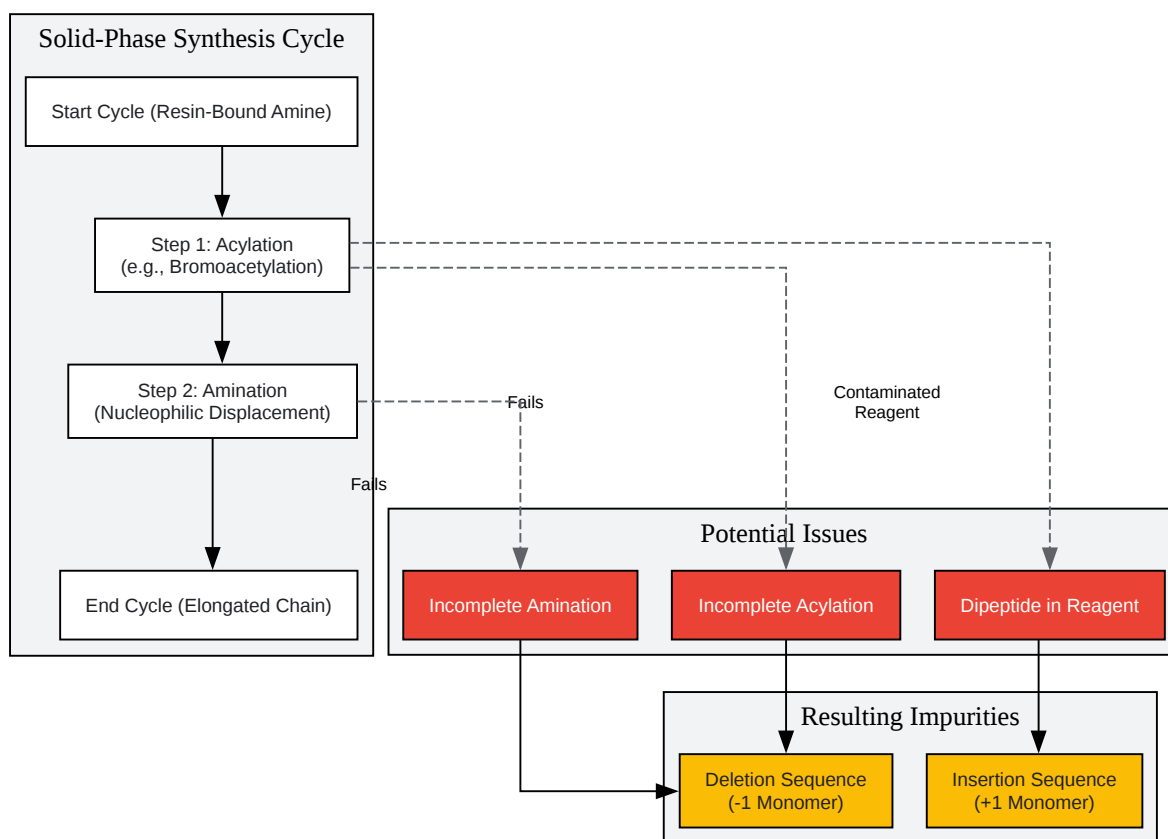 Solid-Phase Synthesis Cycle
Start Cycle (Resin-Bound Amine)
Step 1: Acylation
(e.g., Bromoacetylation)
Step 2: Amination
(Nucleophilic Displacement)
Fails
Contaminated
Reagent
Fails
Potential Issues
End Cycle (Elongated Chain)
Incomplete Amination
Incomplete Acylation
Dipeptide in Reagent
Resulting Impurities
Deletion Sequence
(-1 Monomer)
Insertion Sequence
(+1 Monomer)